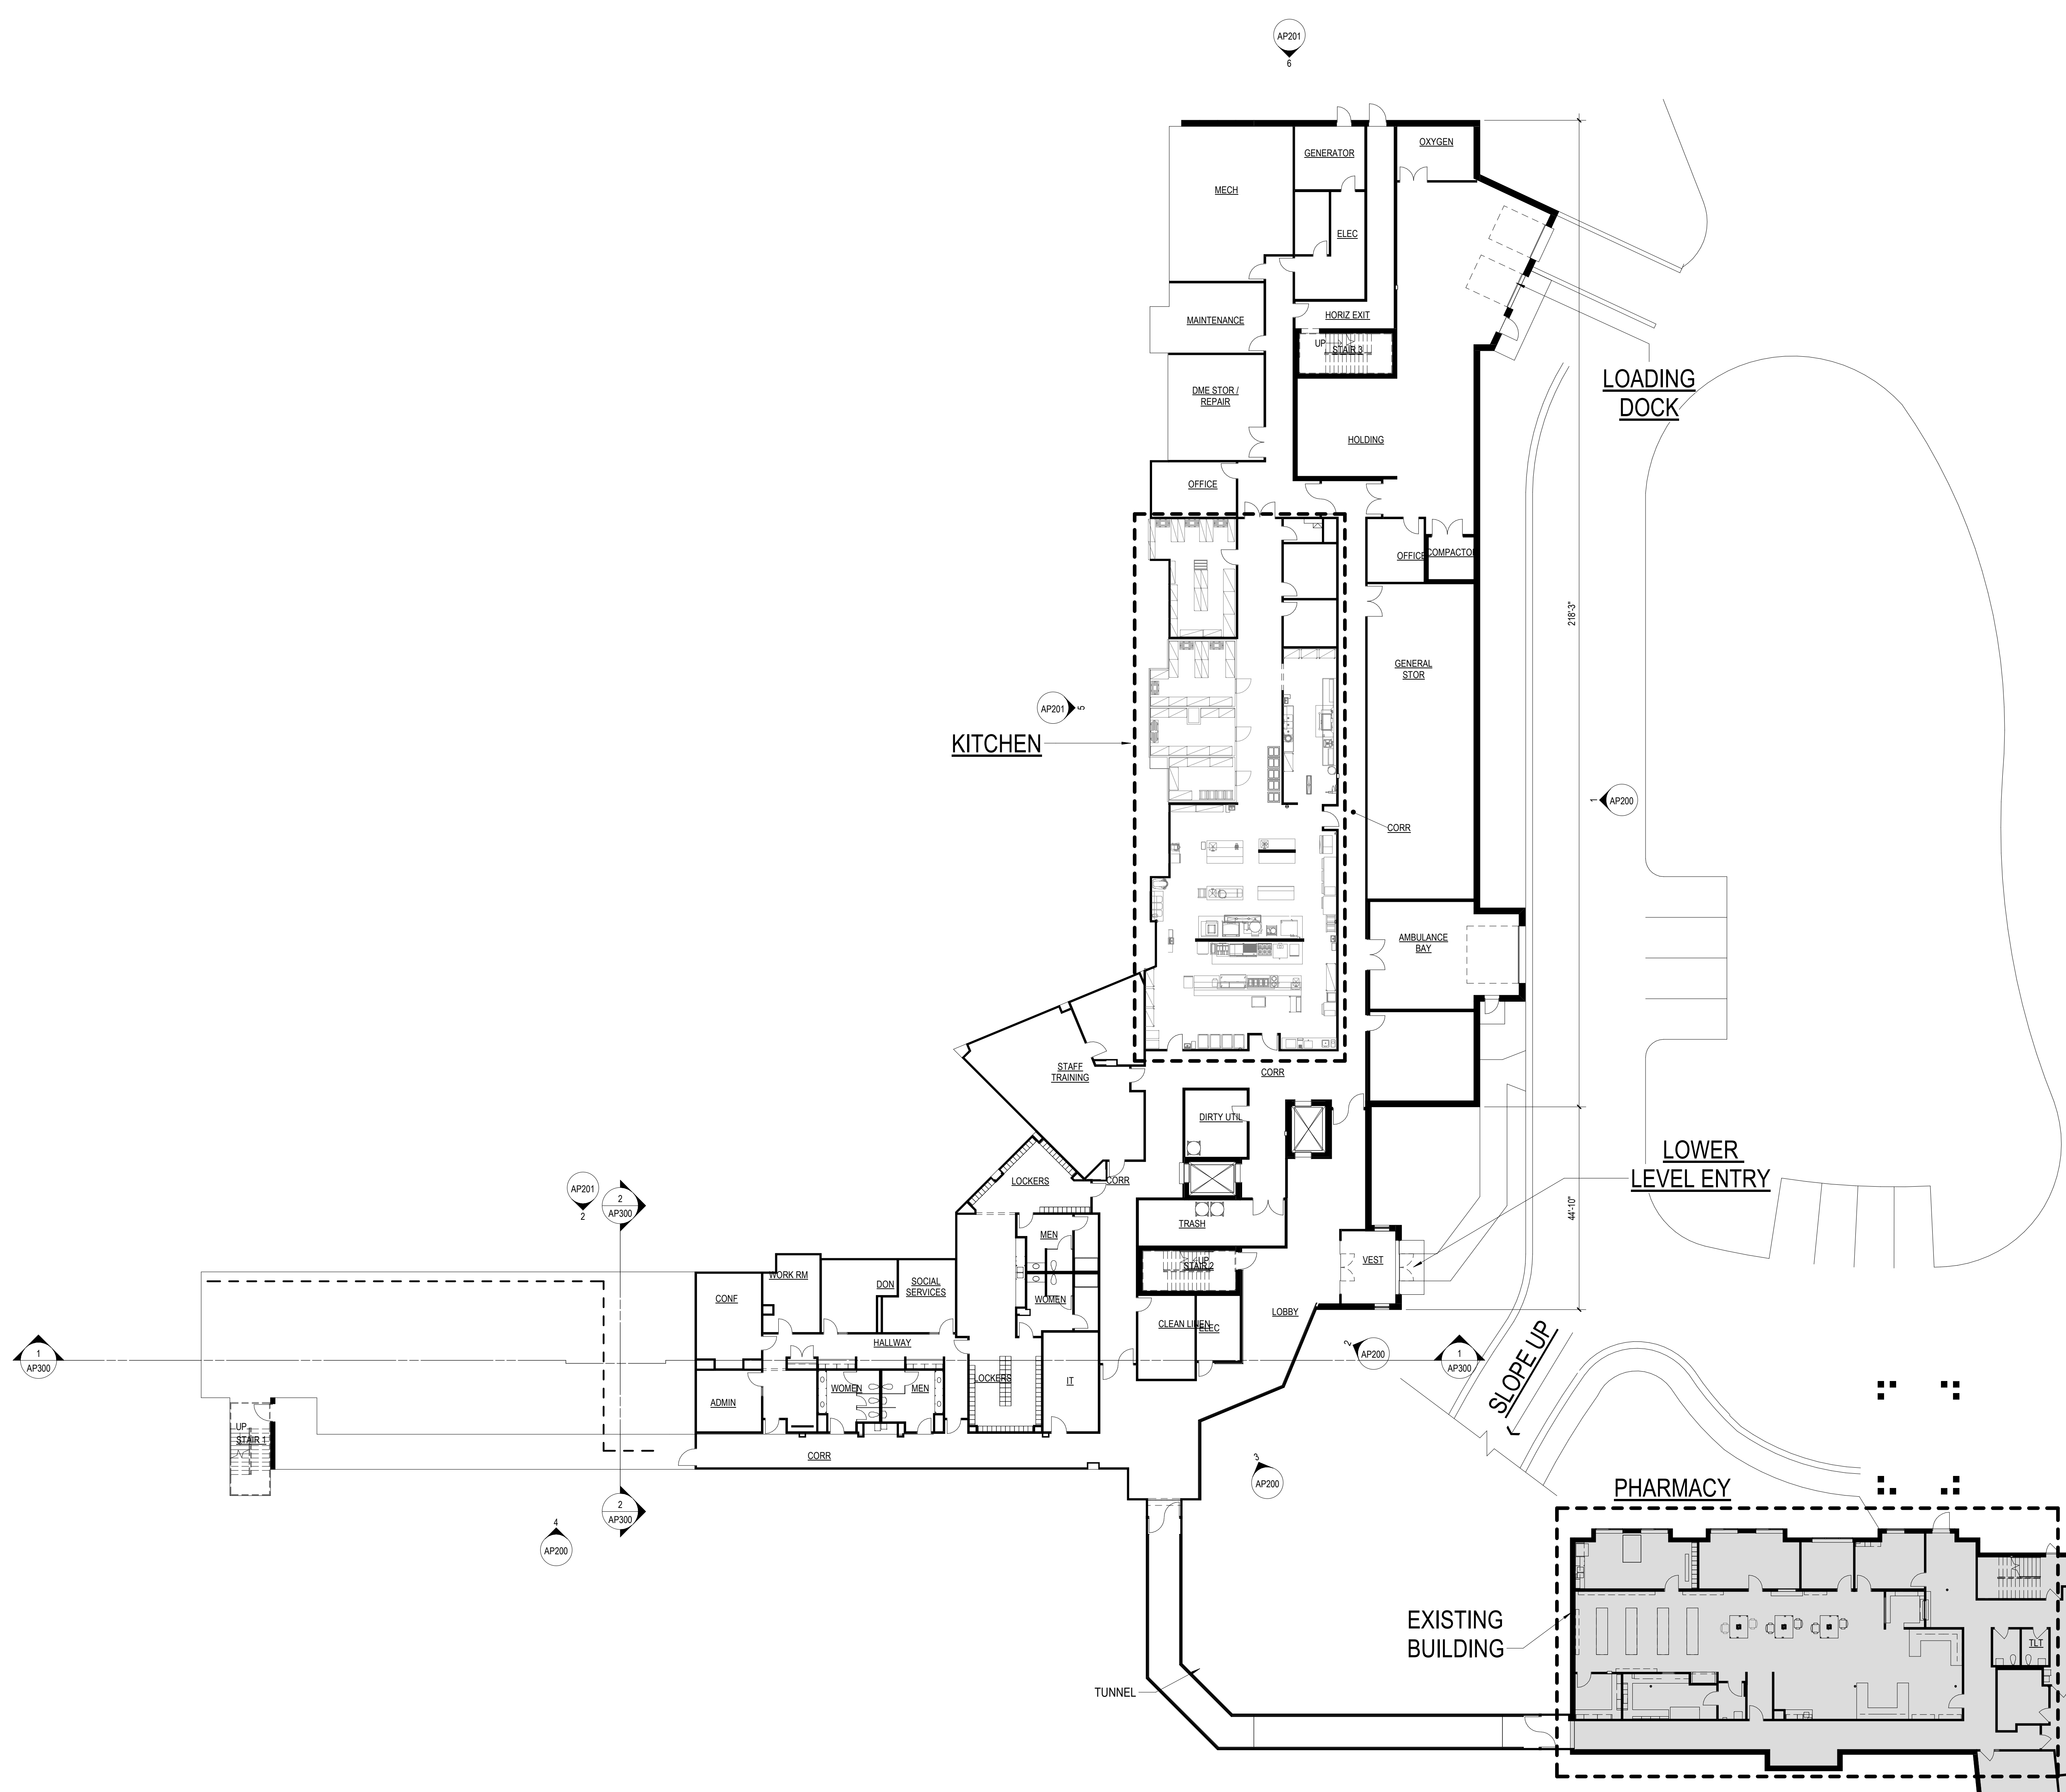 AP201
6
OXYGEN
GENERATOR
MECH
ELEC
HORIZ EXIT
MAINTENANCE
UP
STAIR 3
LOADING
DOCK
DME STOR /
REPAIR
HOLDING
OFFICE
OFFICE
COMPACTO
218'-3"
GENERAL
STOR
AP201
5
KITCHEN
1
AP200
CORR
AMBULANCE
BAY
STAFF
TRAINING
CORR
DIRTY UTIL
LOWER
LEVEL ENTRY
LOCKERS
CORR
AP201
2
2
AP300
44'-10"
TRASH
MEN
VEST
UP
STAIR 2
WORK RM
DON
SOCIAL
SERVICES
CONF
WOMEN
LOBBY
CLEAN LINEN
ELEC
HALLWAY
1
AP300
2
AP200
1
AP300
SLOPE UP
LOCKERS
IT
WOMEN
MEN
ADMIN
UP
STAIR 1
CORR
3
AP200
2
AP300
4
AP200
PHARMACY
EXISTING
BUILDING
TLT
TUNNEL